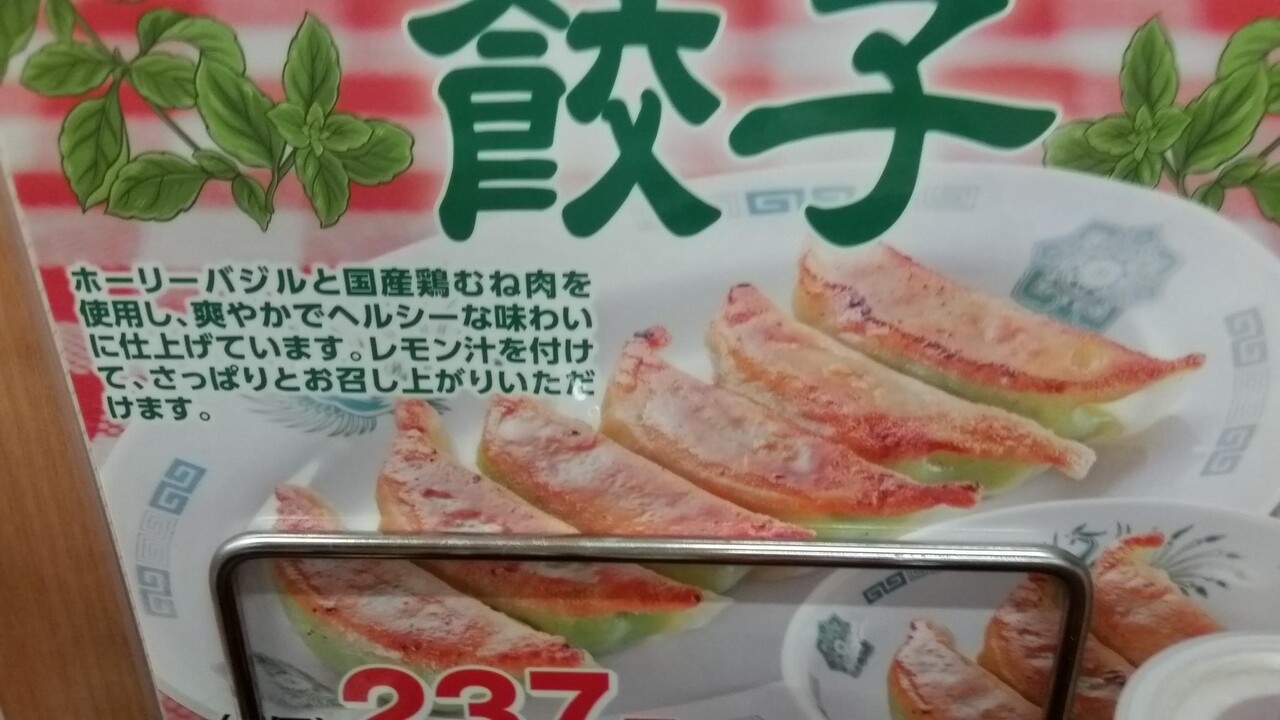 餃子
ホーリーバジルと国産鶏むね肉を
使用し、爽やかでヘルシーな味わい
に仕上げています。レモン汁を付け
て、さっぱりとお召し上がりいただ
けます。
237